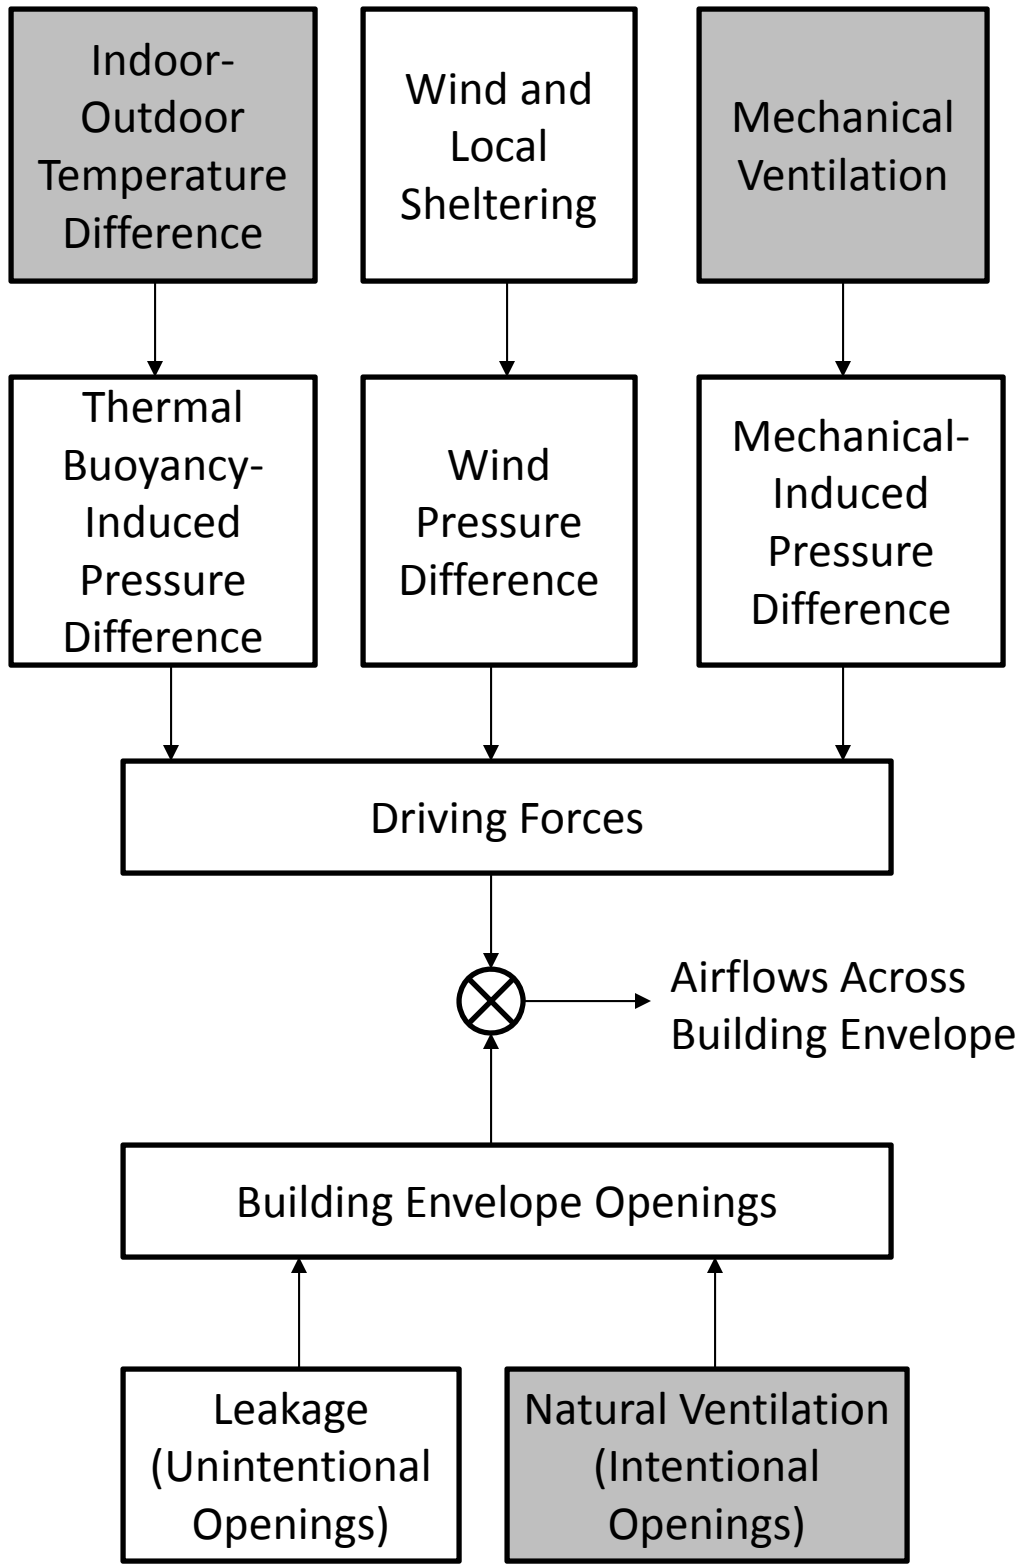 Indoor-
Outdoor
Temperature
Difference
Wind and
Local
Sheltering
Mechanical
Ventilation
Thermal
Buoyancy-
Induced
Pressure
Difference
Wind
Pressure
Difference
Mechanical-
Induced
Pressure
Difference
Driving Forces
Airflows Across
Building Envelope
Building Envelope Openings
Leakage
(Unintentional
Openings)
Natural Ventilation
(Intentional
Openings)